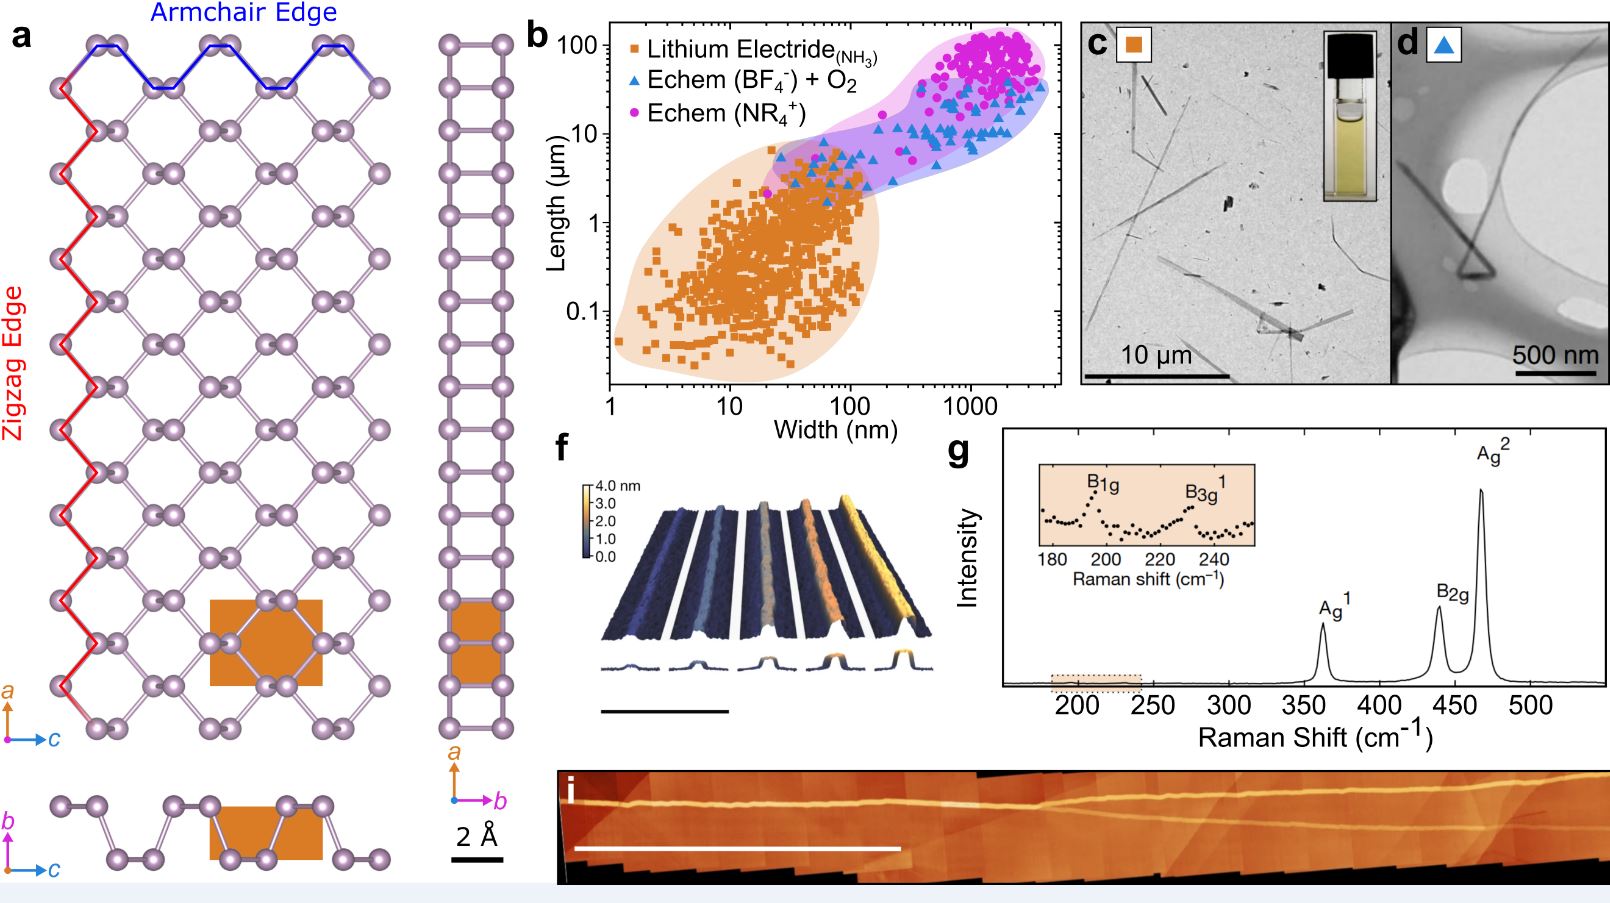 a
Armchair Edge
Zigzag Edge
a
c
b
c
a
b
2 Å
b
Length (µm)
100
10
1
0.1
Lithium Electride(NH3)
Echem (BF4-) + O2
Echem (NR4+)
1
10
100
1000
Width (nm)
c
10 µm
d
500 nm
f
4.0 nm
3.0
2.0
1.0
0.0
g
Intensity
B1g
B3g1
180
200
220
240
Raman shift (cm–1)
Ag1
B2g
Ag2
200
250
300
350
400
450
500
Raman Shift (cm-1)
i